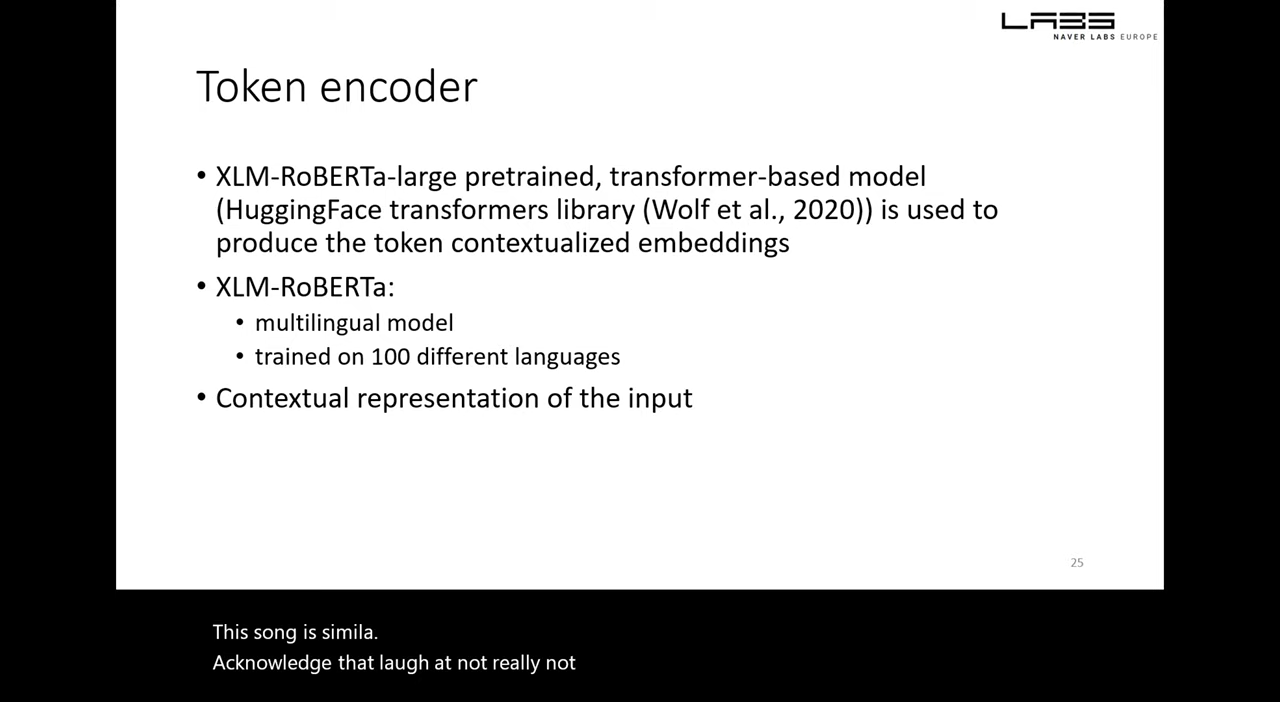 LABS
NAVER LABS EUROPE
Token encoder
• XLM-RoBERTa-large pretrained, transformer-based model
(HuggingFace transformers library (Wolf et al., 2020)) is used to
produce the token contextualized embeddings
• XLM-RoBERTa:
• multilingual model
• trained on 100 different languages
• Contextual representation of the input
25
This song is simila.
Acknowledge that laugh at not really not